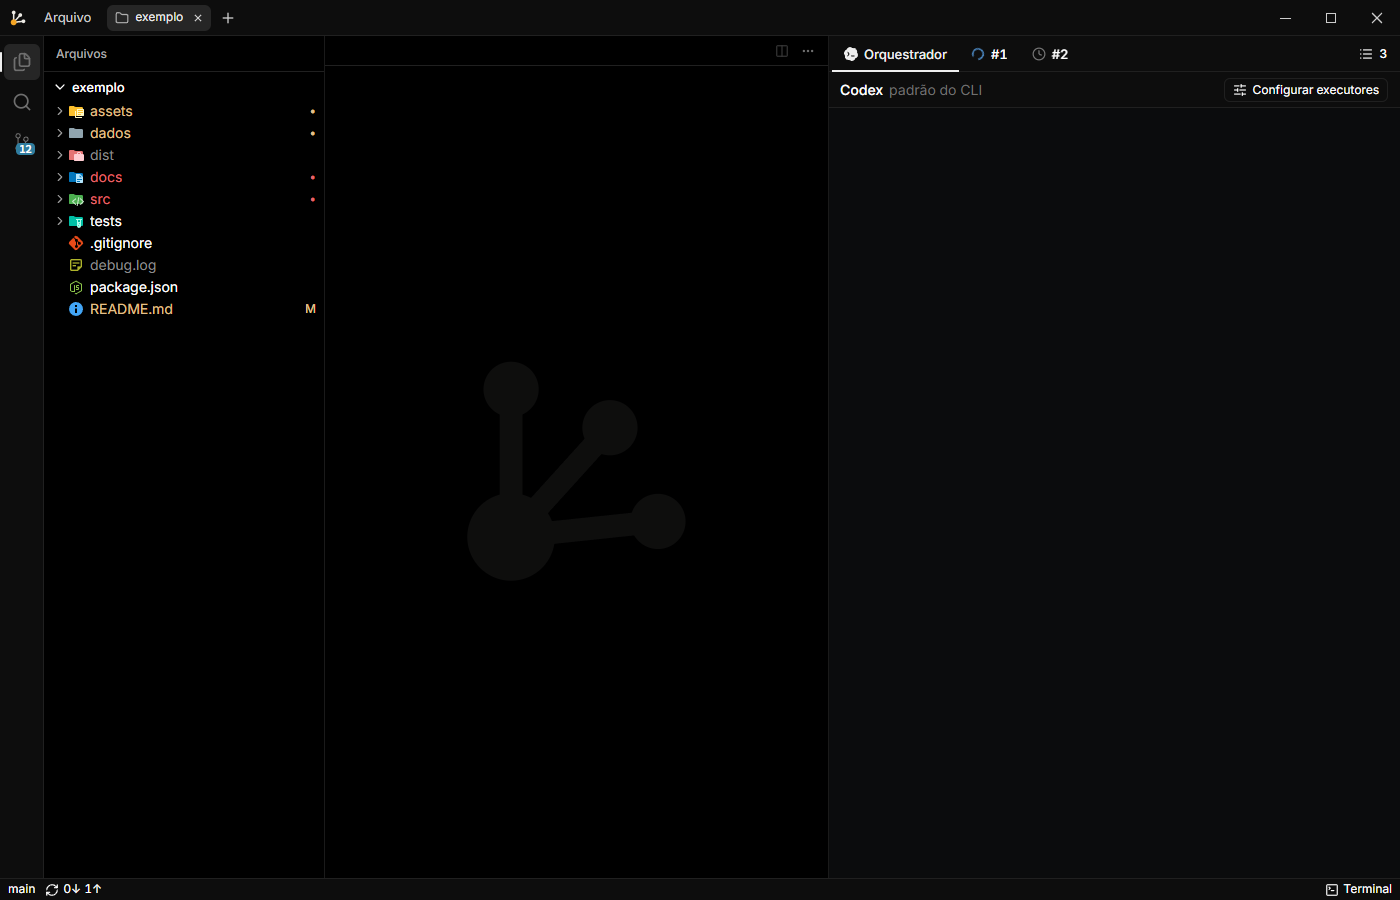 Arquivo
exemplo
Arquivos
Orquestrador
#1
#2
3
Codex padrão do CLI
Configurar executores
exemplo
assets
dados
dist
docs
src
tests
.gitignore
debug.log
package.json
README.md M
12
main 0↓ 1↑
Terminal